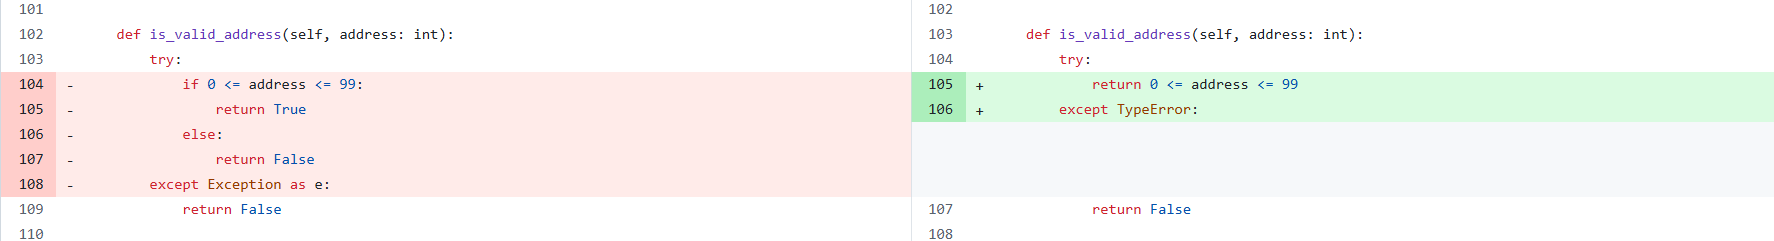 101
102 def is_valid_address(self, address: int):
103 try:
104 - if 0 <= address <= 99:
105 - return True
106 - else:
107 - return False
108 - except Exception as e:
109 return False
110
102
103 def is_valid_address(self, address: int):
104 try:
105 + return 0 <= address <= 99
106 + except TypeError:
107 return False
108